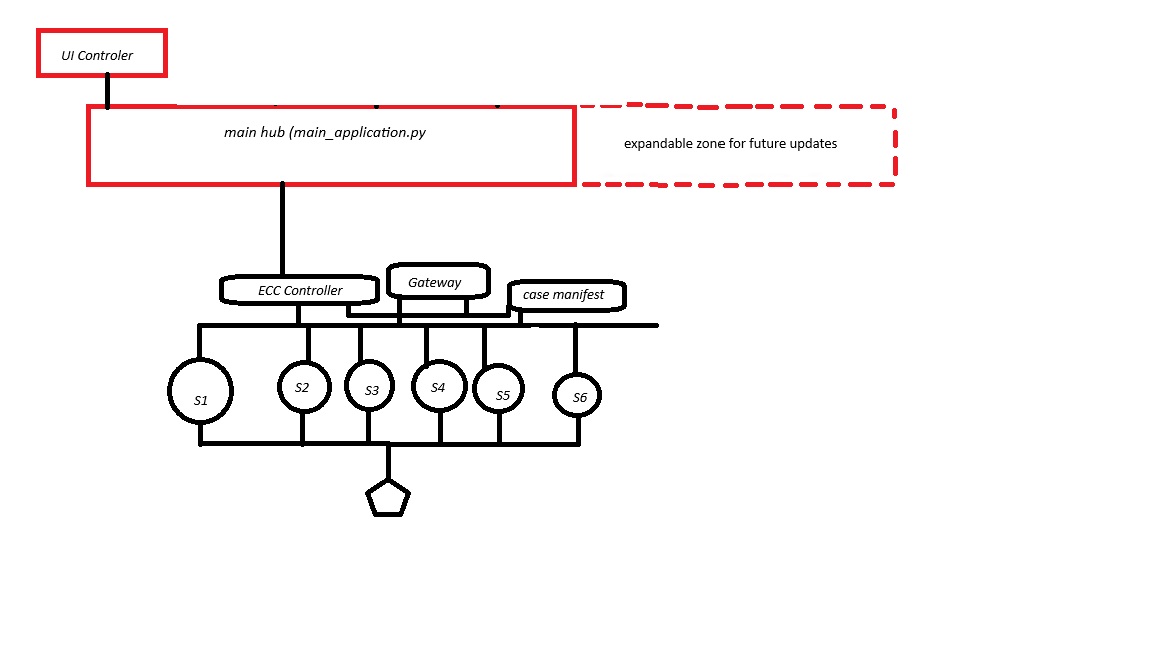 UI Controler
main hub (main_application.py
expandable zone for future updates
ECC Controller
Gateway
case manifest
S1
S2
S3
S4
S5
S6